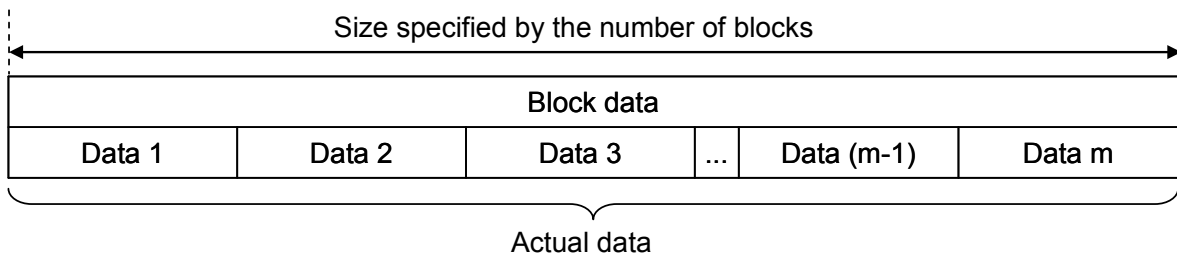 Size specified by the number of blocks
Block data
Data 1 Data 2 Data 3 ... Data (m-1) Data m
Actual data